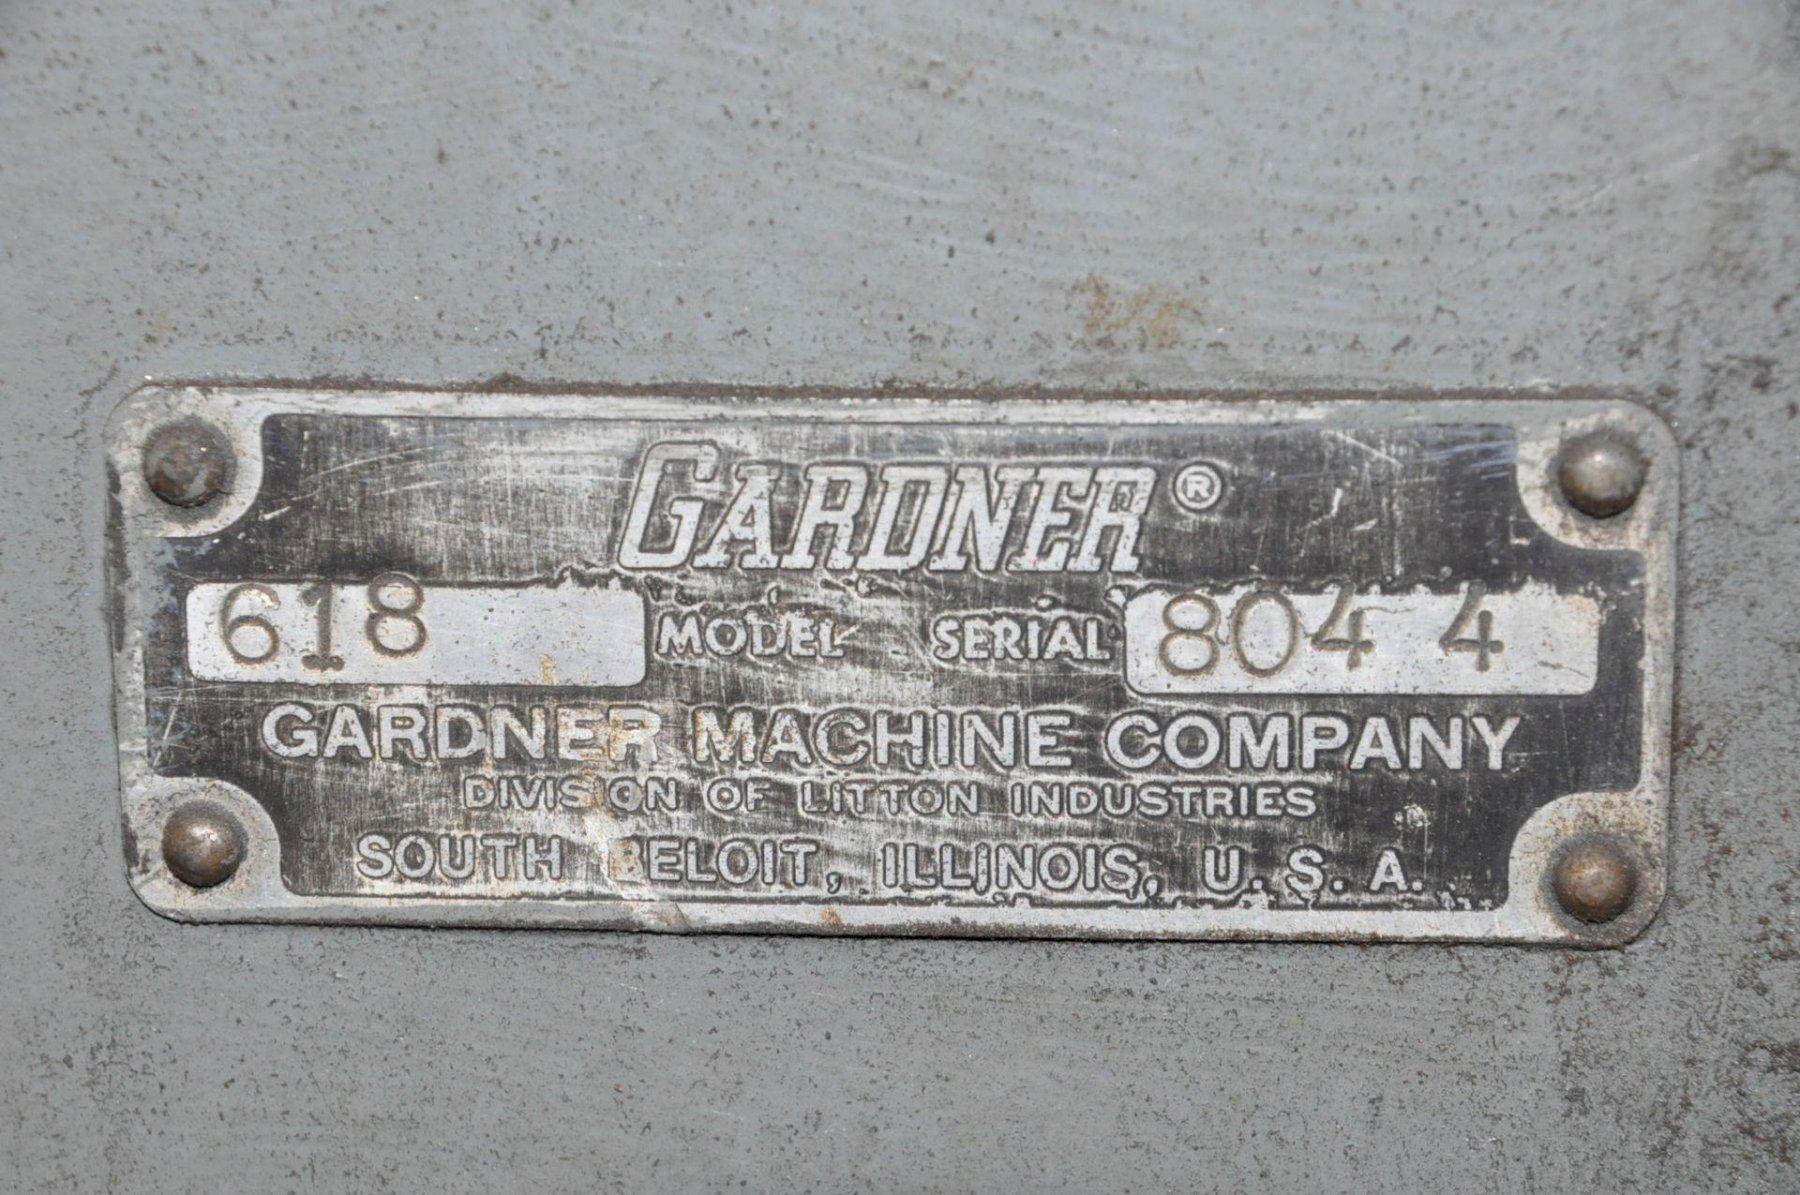 GARDNER®
618 MODEL SERIAL 804 4
GARDNER MACHINE COMPANY
DIVISION OF LITTON INDUSTRIES
SOUTH BELOIT, ILLINOIS, U. S. A.